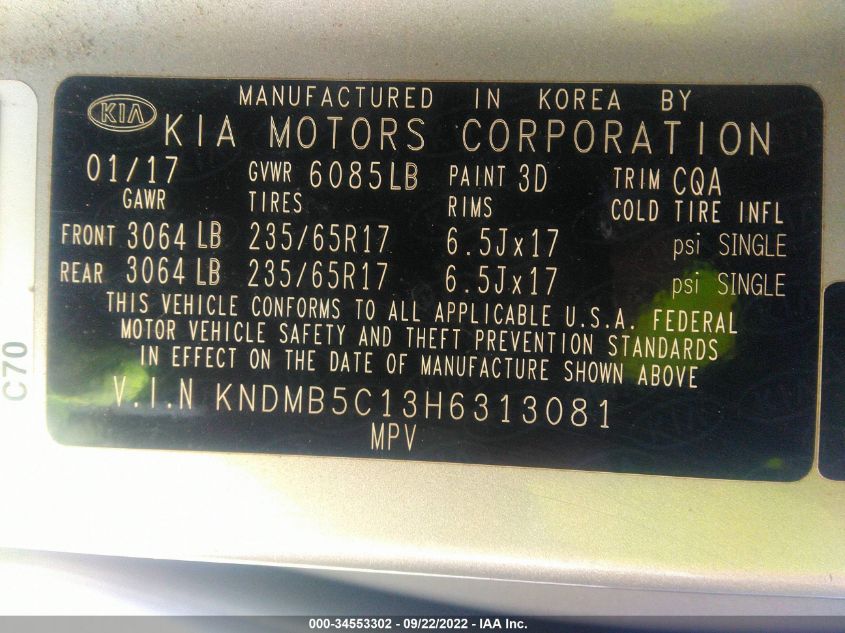 MANUFACTURED IN KOREA BY
KIA KIA MOTORS CORPORATION
01/17 GVWR 6085LB PAINT 3D TRIM CQA
GAWR TIRES RIMS COLD TIRE INFL
FRONT 3064 LB 235/65R17 6.5Jx17 psi SINGLE
REAR 3064 LB 235/65R17 6.5Jx17 psi SINGLE
THIS VEHICLE CONFORMS TO ALL APPLICABLE U.S.A. FEDERAL
MOTOR VEHICLE SAFETY AND THEFT PREVENTION STANDARDS
IN EFFECT ON THE DATE OF MANUFACTURE SHOWN ABOVE
V.I.N KNDMB5C13H6313081
MPV
C70
000-34553302 - 09/22/2022 - IAA Inc.